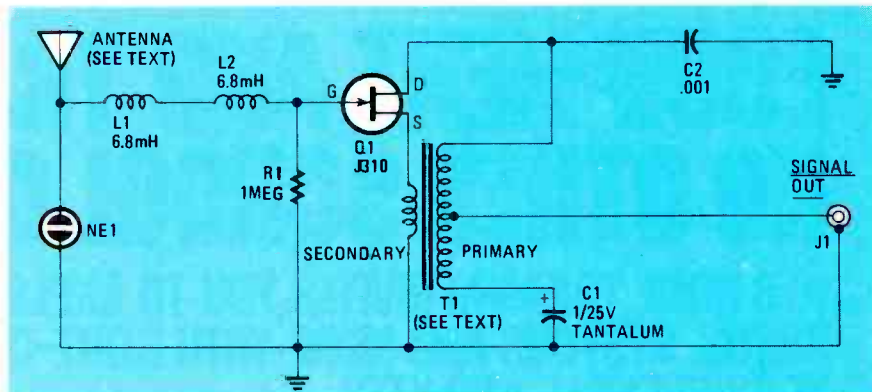 ANTENNA
(SEE TEXT)
L2
6.8mH
L1
6.8mH
G
D
S
Q1
J310
R1
1MEG
NE1
SECONDARY
PRIMARY
T1
(SEE TEXT)
C1
1/25V
TANTALUM
+
C2
.001
SIGNAL
OUT
J1